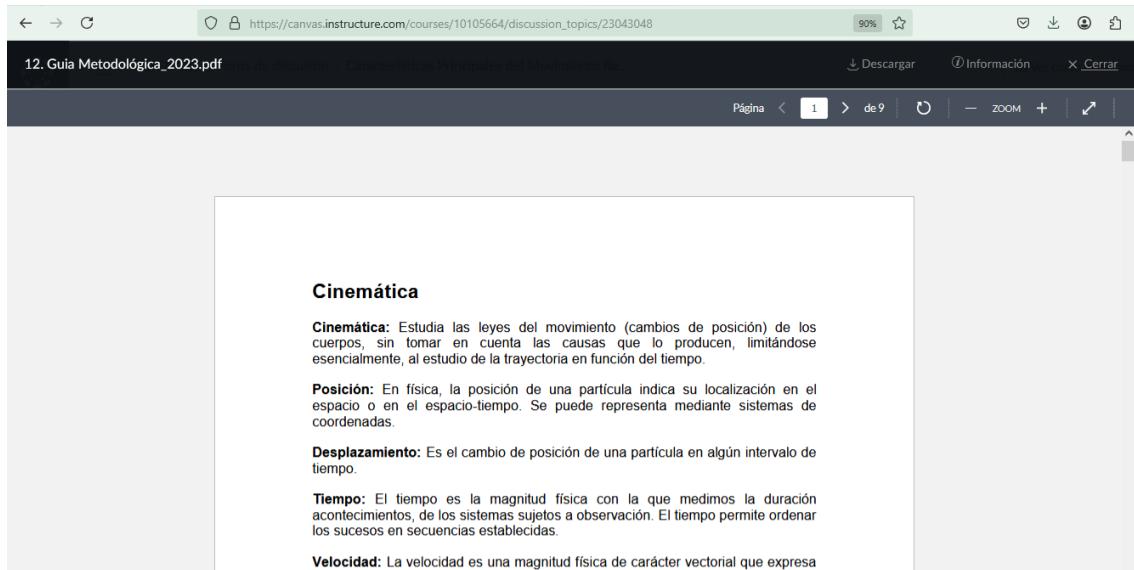 https://canvas.instructure.com/courses/10105664/discussion_topics/23043048
90%
12. Guia Metodológica_2023.pdf
Descargar
Información
Cerrar
Página
1
de 9
ZOOM
Cinemática
Cinemática: Estudia las leyes del movimiento (cambios de posición) de los
cuerpos, sin tomar en cuenta las causas que lo producen, limitándose
esencialmente, al estudio de la trayectoria en función del tiempo.
Posición: En física, la posición de una partícula indica su localización en el
espacio o en el espacio-tiempo. Se puede representa mediante sistemas de
coordenadas.
Desplazamiento: Es el cambio de posición de una partícula en algún intervalo de
tiempo.
Tiempo: El tiempo es la magnitud física con la que medimos la duración
acontecimientos, de los sistemas sujetos a observación. El tiempo permite ordenar
los sucesos en secuencias establecidas.
Velocidad: La velocidad es una magnitud física de carácter vectorial que expresa